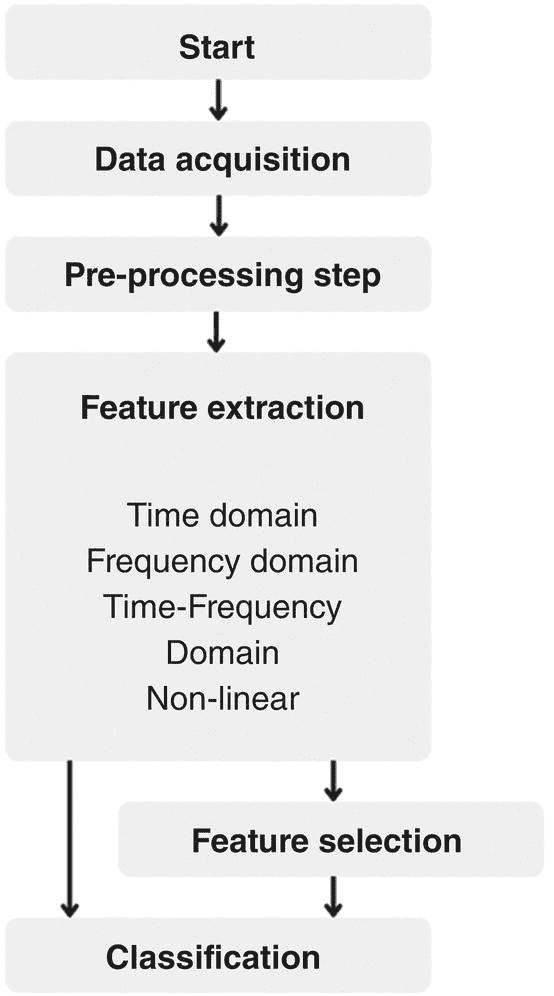 Start
Data acquisition
Pre-processing step
Feature extraction
Time domain
Frequency domain
Time-Frequency
Domain
Non-linear
Feature selection
Classification